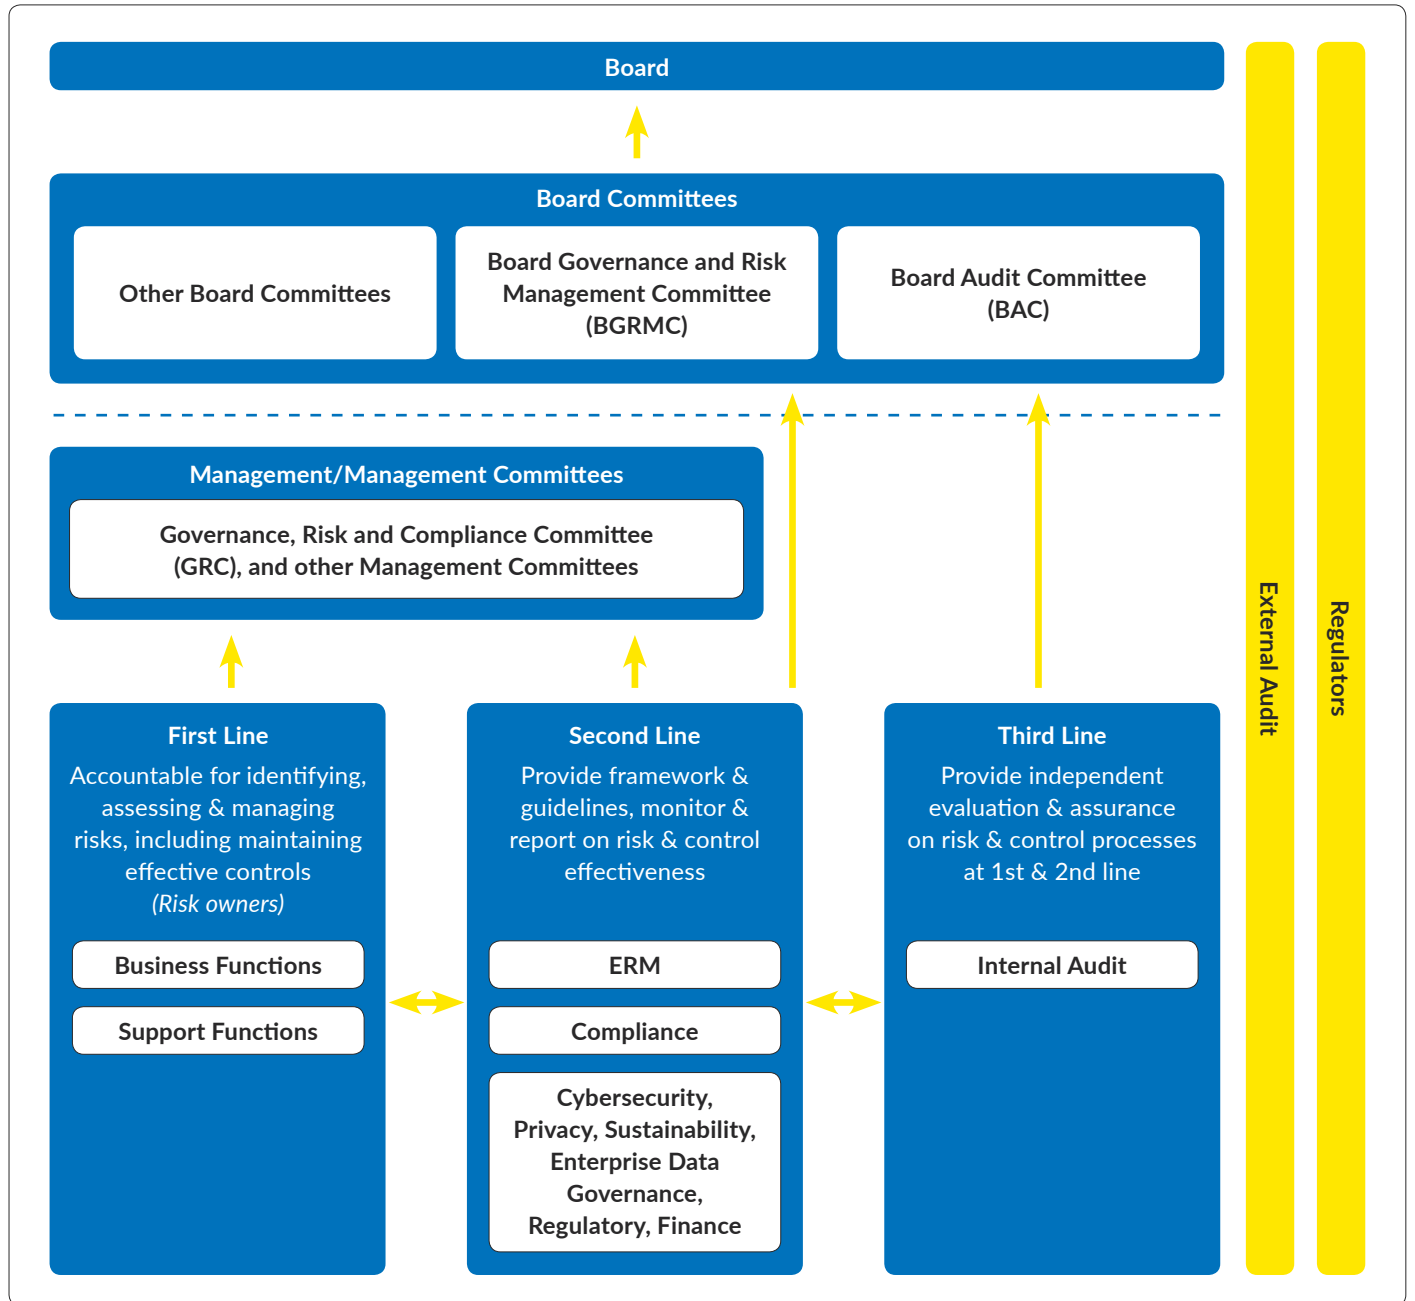 Board
Board Committees
Other Board Committees
Board Governance and Risk
Management Committee
(BGRMC)
Board Audit Committee
(BAC)
Management/Management Committees
Governance, Risk and Compliance Committee
(GRC), and other Management Committees
First Line
Accountable for identifying,
assessing & managing
risks, including maintaining
effective controls
(Risk owners)
Business Functions
Support Functions
Second Line
Provide framework &
guidelines, monitor &
report on risk & control
effectiveness
ERM
Compliance
Cybersecurity,
Privacy, Sustainability,
Enterprise Data
Governance,
Regulatory, Finance
Third Line
Provide independent
evaluation & assurance
on risk & control processes
at 1st & 2nd line
Internal Audit
External Audit
Regulators